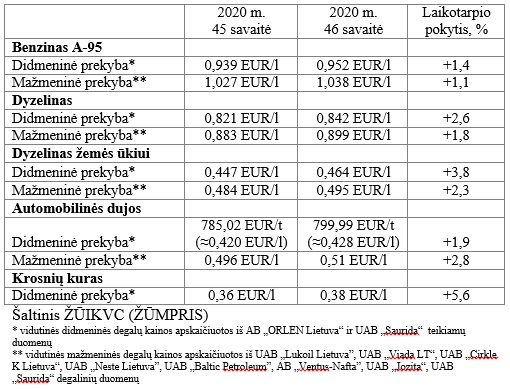 2020 m. 45 savaitė 2020 m. 46 savaitė Laikotarpio pokytis, %
Benzinas A-95
Didmeninė prekyba* 0,939 EUR/l 0,952 EUR/l +1,4
Mažmeninė prekyba** 1,027 EUR/l 1,038 EUR/l +1,1
Dyzelinas
Didmeninė prekyba* 0,821 EUR/l 0,842 EUR/l +2,6
Mažmeninė prekyba** 0,883 EUR/l 0,899 EUR/l +1,8
Dyzelinas žemės ūkiui
Didmeninė prekyba* 0,447 EUR/l 0,464 EUR/l +3,8
Mažmeninė prekyba** 0,484 EUR/l 0,495 EUR/l +2,3
Automobilinės dujos
Didmeninė prekyba* 785,02 EUR/t (≈0,420 EUR/l) 799,99 EUR/t (≈0,428 EUR/l) +1,9
Mažmeninė prekyba** 0,496 EUR/l 0,51 EUR/l +2,8
Krosnių kuras
Didmeninė prekyba* 0,36 EUR/l 0,38 EUR/l +5,6
Šaltinis ŽŪIKVC (ŽŪMPRIS)
* vidutinės didmeninės degalų kainos apskaičiuotos iš AB „ORLEN Lietuva“ ir UAB „Saurida“ teikiamų
duomenų
** vidutinės mažmeninės degalų kainos apskaičiuotos iš UAB „Lukoil Lietuva”, UAB „Viada LT“, UAB „Cirkle
K Lietuva“, UAB „Neste Lietuva”, UAB „Baltic Petroleum”, AB „Ventus-Nafta”, UAB „Jozita“, UAB
„Saurida“ degalinių duomenų